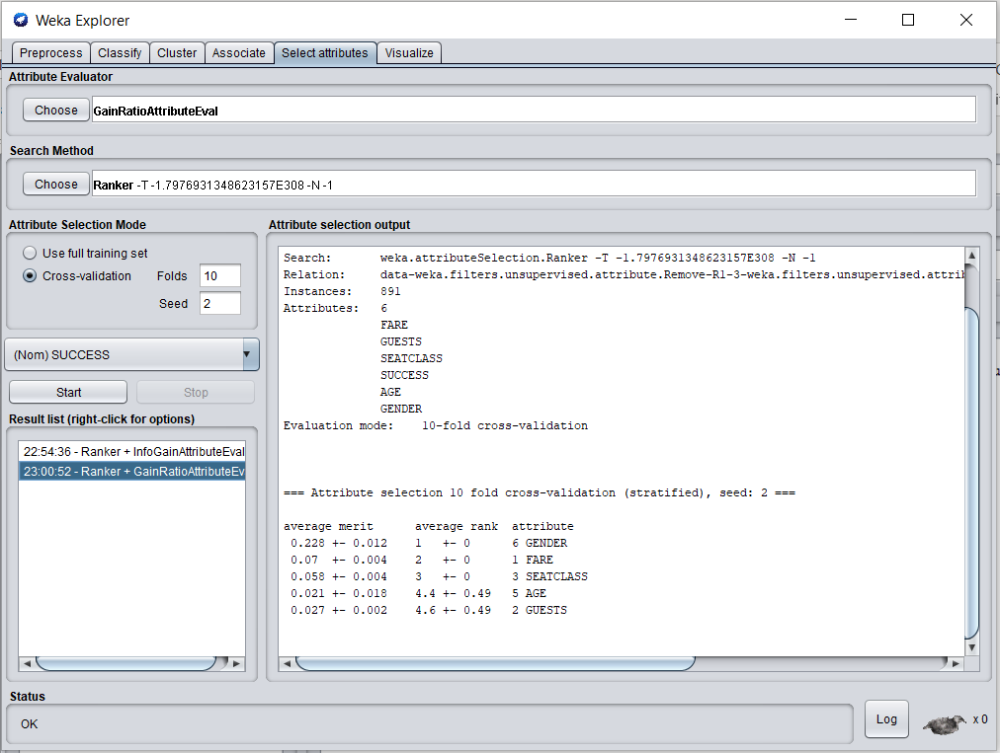 Weka Explorer
Preprocess Classify Cluster Associate Select attributes Visualize
Attribute Evaluator
Choose GainRatioAttributeEval
Search Method
Choose Ranker -T -1.7976931348623157E308 -N -1
Attribute Selection Mode
Use full training set
Cross-validation Folds 10
Seed 2
(Nom) SUCCESS
Start Stop
Result list (right-click for options)
22:54:36 - Ranker + InfoGainAttributeEval
23:00:52 - Ranker + GainRatioAttributeEv
Attribute selection output
Search: weka.attributeSelection.Ranker -T -1.7976931348623157E308 -N -1
Relation: data-weka.filters.unsupervised.attribute.Remove-R1-3-weka.filters.unsupervised.attrib
Instances: 891
Attributes: 6
FARE
GUESTS
SEATCLASS
SUCCESS
AGE
GENDER
Evaluation mode: 10-fold cross-validation
=== Attribute selection 10 fold cross-validation (stratified), seed: 2 ===
average merit average rank attribute
0.228 +- 0.012 1 +- 0 6 GENDER
0.07 +- 0.004 2 +- 0 1 FARE
0.058 +- 0.004 3 +- 0 3 SEATCLASS
0.021 +- 0.018 4.4 +- 0.49 5 AGE
0.027 +- 0.002 4.6 +- 0.49 2 GUESTS
Status
OK
Log x 0